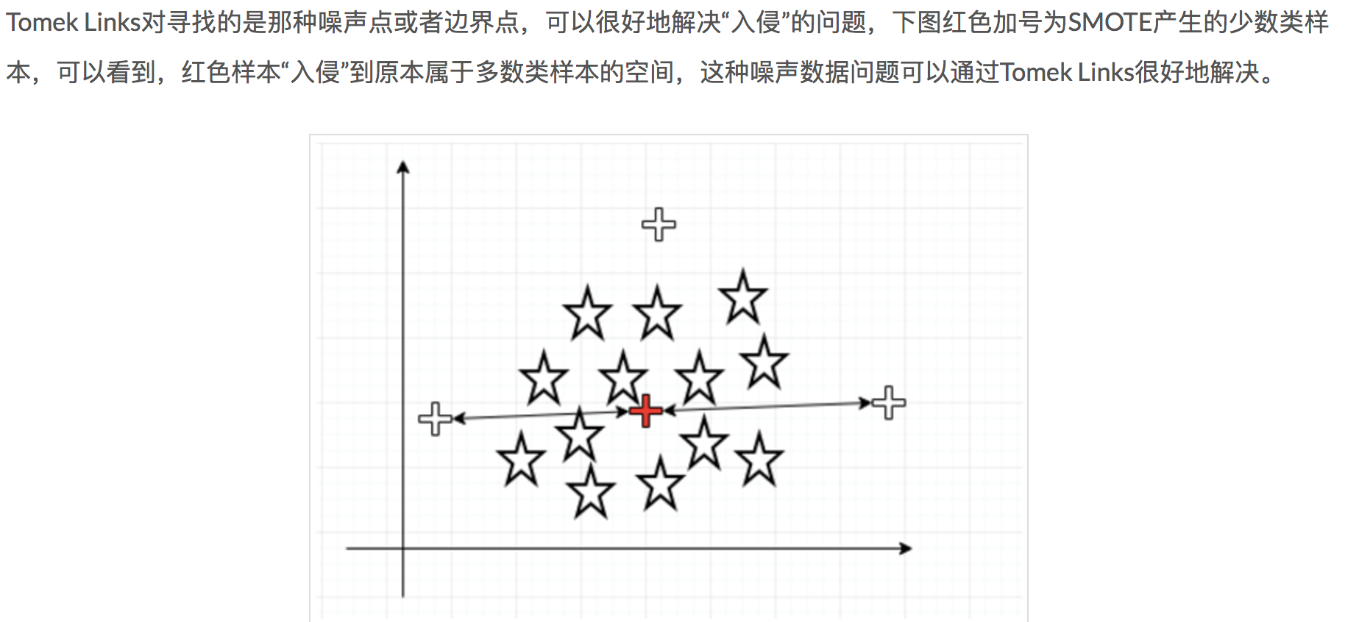 Tomek Links对寻找的是那种噪声点或者边界点，可以很好地解决“入侵”的问题，下图红色加号为SMOTE产生的少数类样
本，可以看到，红色样本“入侵”到原本属于多数类样本的空间，这种噪声数据问题可以通过Tomek Links很好地解决。